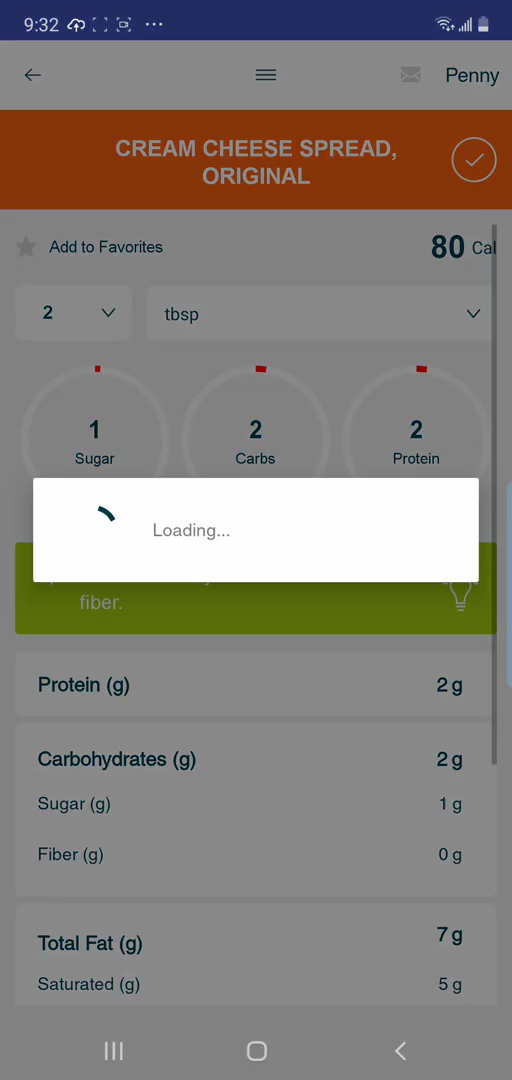 9:32
Penny
CREAM CHEESE SPREAD,
ORIGINAL
Add to Favorites
80 Cal
2
tbsp
1
Sugar
2
Carbs
2
Protein
Loading...
fiber.
Protein (g)
2 g
Carbohydrates (g)
2 g
Sugar (g)
1 g
Fiber (g)
0 g
Total Fat (g)
7 g
Saturated (g)
5 g